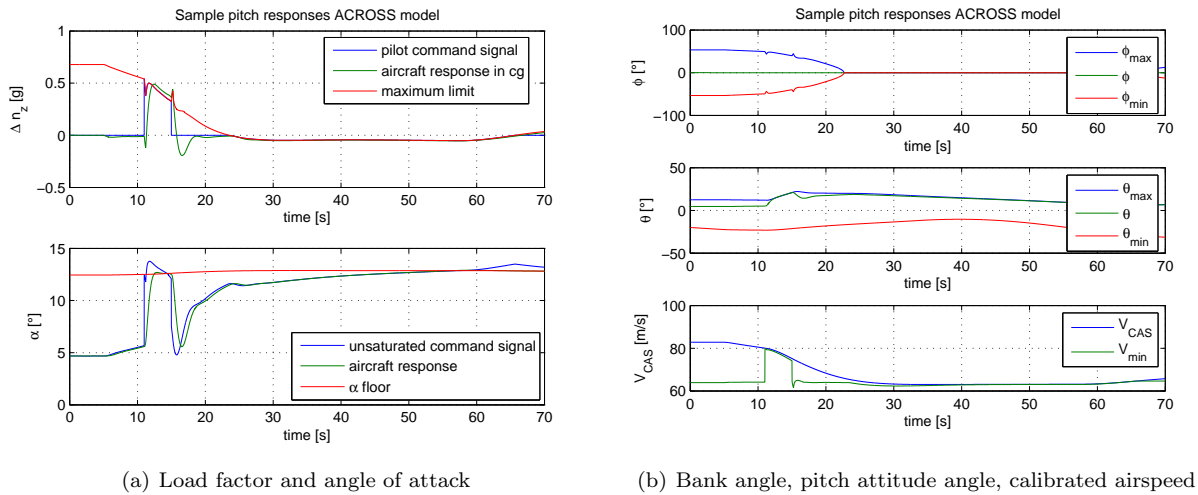 Sample pitch responses ACROSS model
1
0.5
0
−0.5
Δ n_z [g]
0 10 20 30 40 50 60 70
time [s]
pilot command signal
aircraft response in cg
maximum limit
15
10
5
0
α [°]
0 10 20 30 40 50 60 70
time [s]
unsaturated command signal
aircraft response
α floor
(a) Load factor and angle of attack
Sample pitch responses ACROSS model
100
0
−100
ϕ [°]
0 10 20 30 40 50 60 70
time [s]
ϕ_max
ϕ
ϕ_min
50
0
−50
θ [°]
0 10 20 30 40 50 60 70
time [s]
θ_max
θ
θ_min
100
80
60
V_CAS [m/s]
0 10 20 30 40 50 60 70
time [s]
V_CAS
V_min
(b) Bank angle, pitch attitude angle, calibrated airspeed